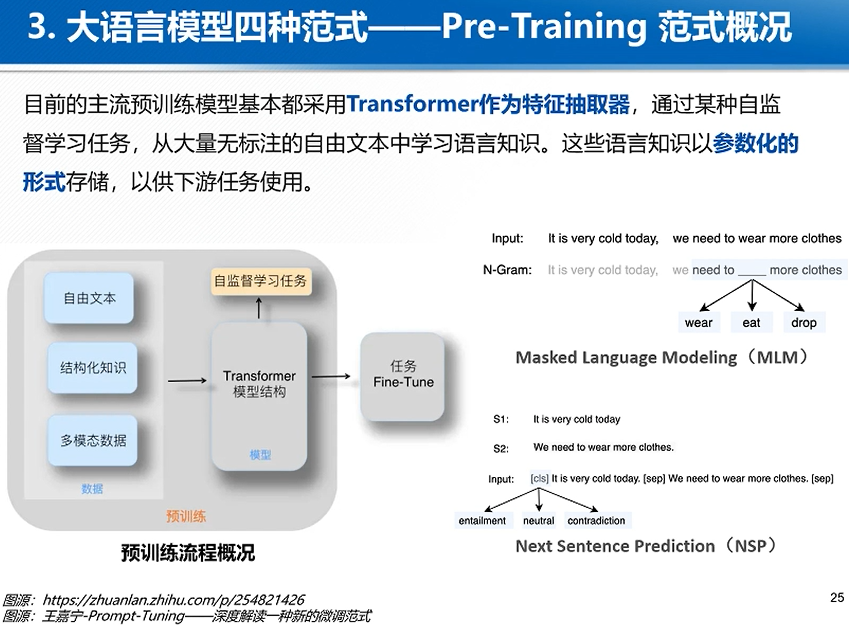 3. 大语言模型四种范式——Pre-Training 范式概况
目前的主流预训练模型基本都采用Transformer作为特征抽取器，通过某种自监
督学习任务，从大量无标注的自由文本中学习语言知识。这些语言知识以参数化的
形式存储，以供下游任务使用。
自由文本
结构化知识
多模态数据
数据
自监督学习任务
Transformer
模型结构
模型
预训练
任务
Fine-Tune
预训练流程概况
Input: It is very cold today, we need to wear more clothes
N-Gram: It is very cold today, we need to ____ more clothes
wear eat drop
Masked Language Modeling（MLM）
S1: It is very cold today
S2: We need to wear more clothes.
Input: [cls] It is very cold today. [sep] We need to wear more clothes. [sep]
entailment neutral contradiction
Next Sentence Prediction（NSP）
图源：https://zhuanlan.zhihu.com/p/254821426
图源：王嘉宁-Prompt-Tuning——深度解读一种新的微调范式
25